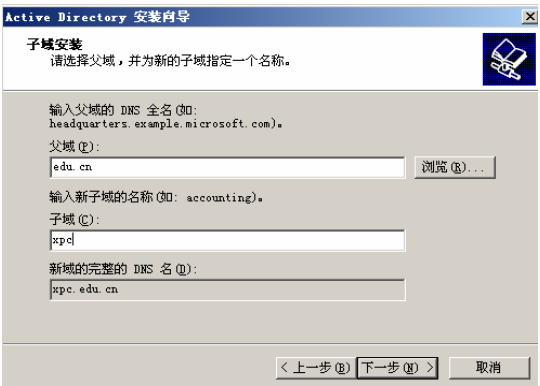 Active Directory 安装向导
子域安装
请选择父域，并为新的子域指定一个名称。
输入父域的 DNS 全名(如:
headquarters.example.microsoft.com)。
父域(P):
edu.cn
浏览(R)...
输入新子域的名称(如: accounting)。
子域(C):
xpc
新域的完整的 DNS 名(D):
xpc.edu.cn
< 上一步(B) 下一步(N) > 取消